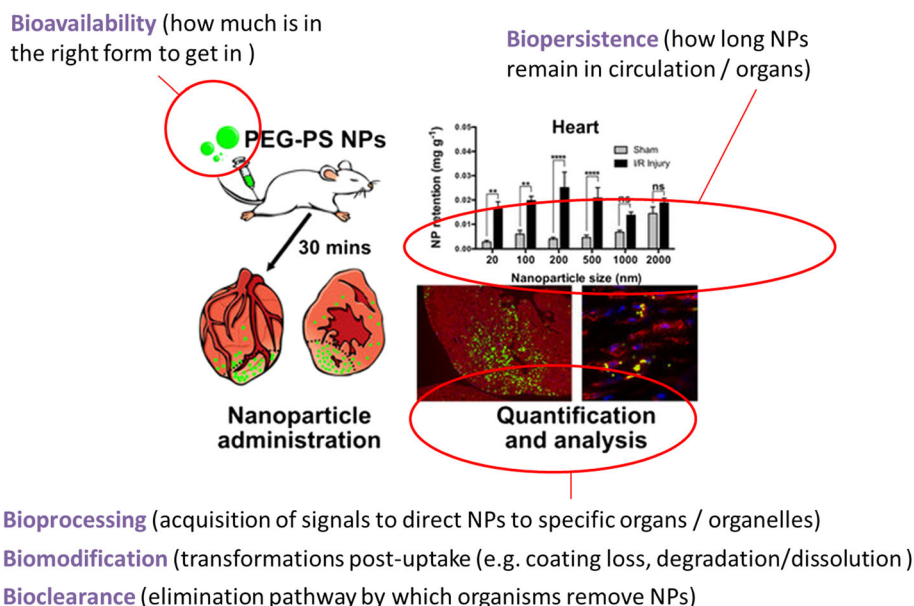 Bioavailability (how much is in
the right form to get in )
Biopersistence (how long NPs
remain in circulation / organs)
PEG-PS NPs
30 mins
Heart
NP retention (mg g⁻¹)
0.05
0.04
0.03
0.02
0.01
0.00
Sham
I/R Injury
**
**
****
****
ns
ns
20 100 200 500 1000 2000
Nanoparticle size (nm)
Nanoparticle
administration
Quantification
and analysis
Bioprocessing (acquisition of signals to direct NPs to specific organs / organelles)
Biomodification (transformations post-uptake (e.g. coating loss, degradation/dissolution )
Bioclearance (elimination pathway by which organisms remove NPs)